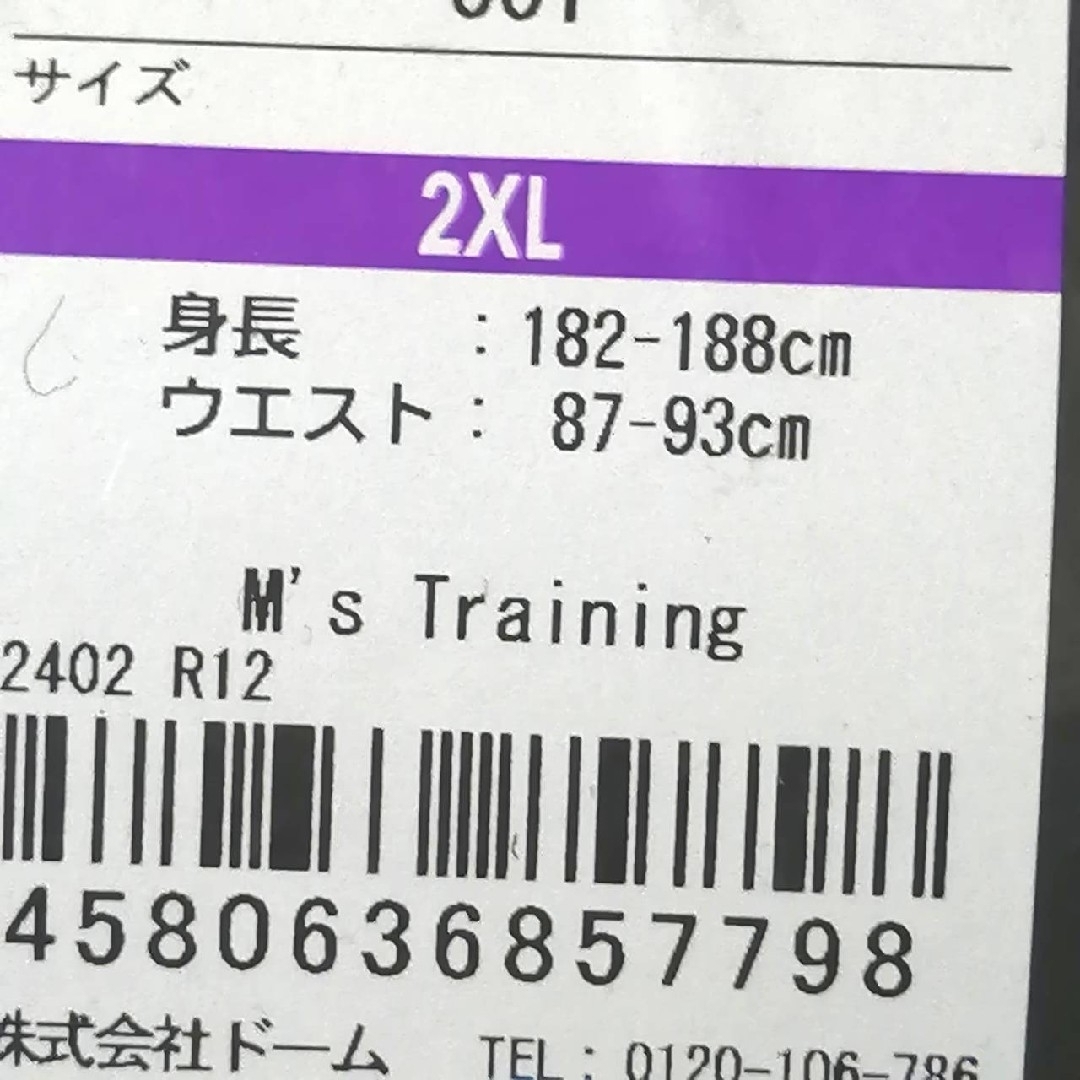 サイズ
2XL
身長 : 182-188cm
ウエスト : 87-93cm
M's Training
2402 R12
4580636857798
株式会社ドーム TEL : 0120-106-786